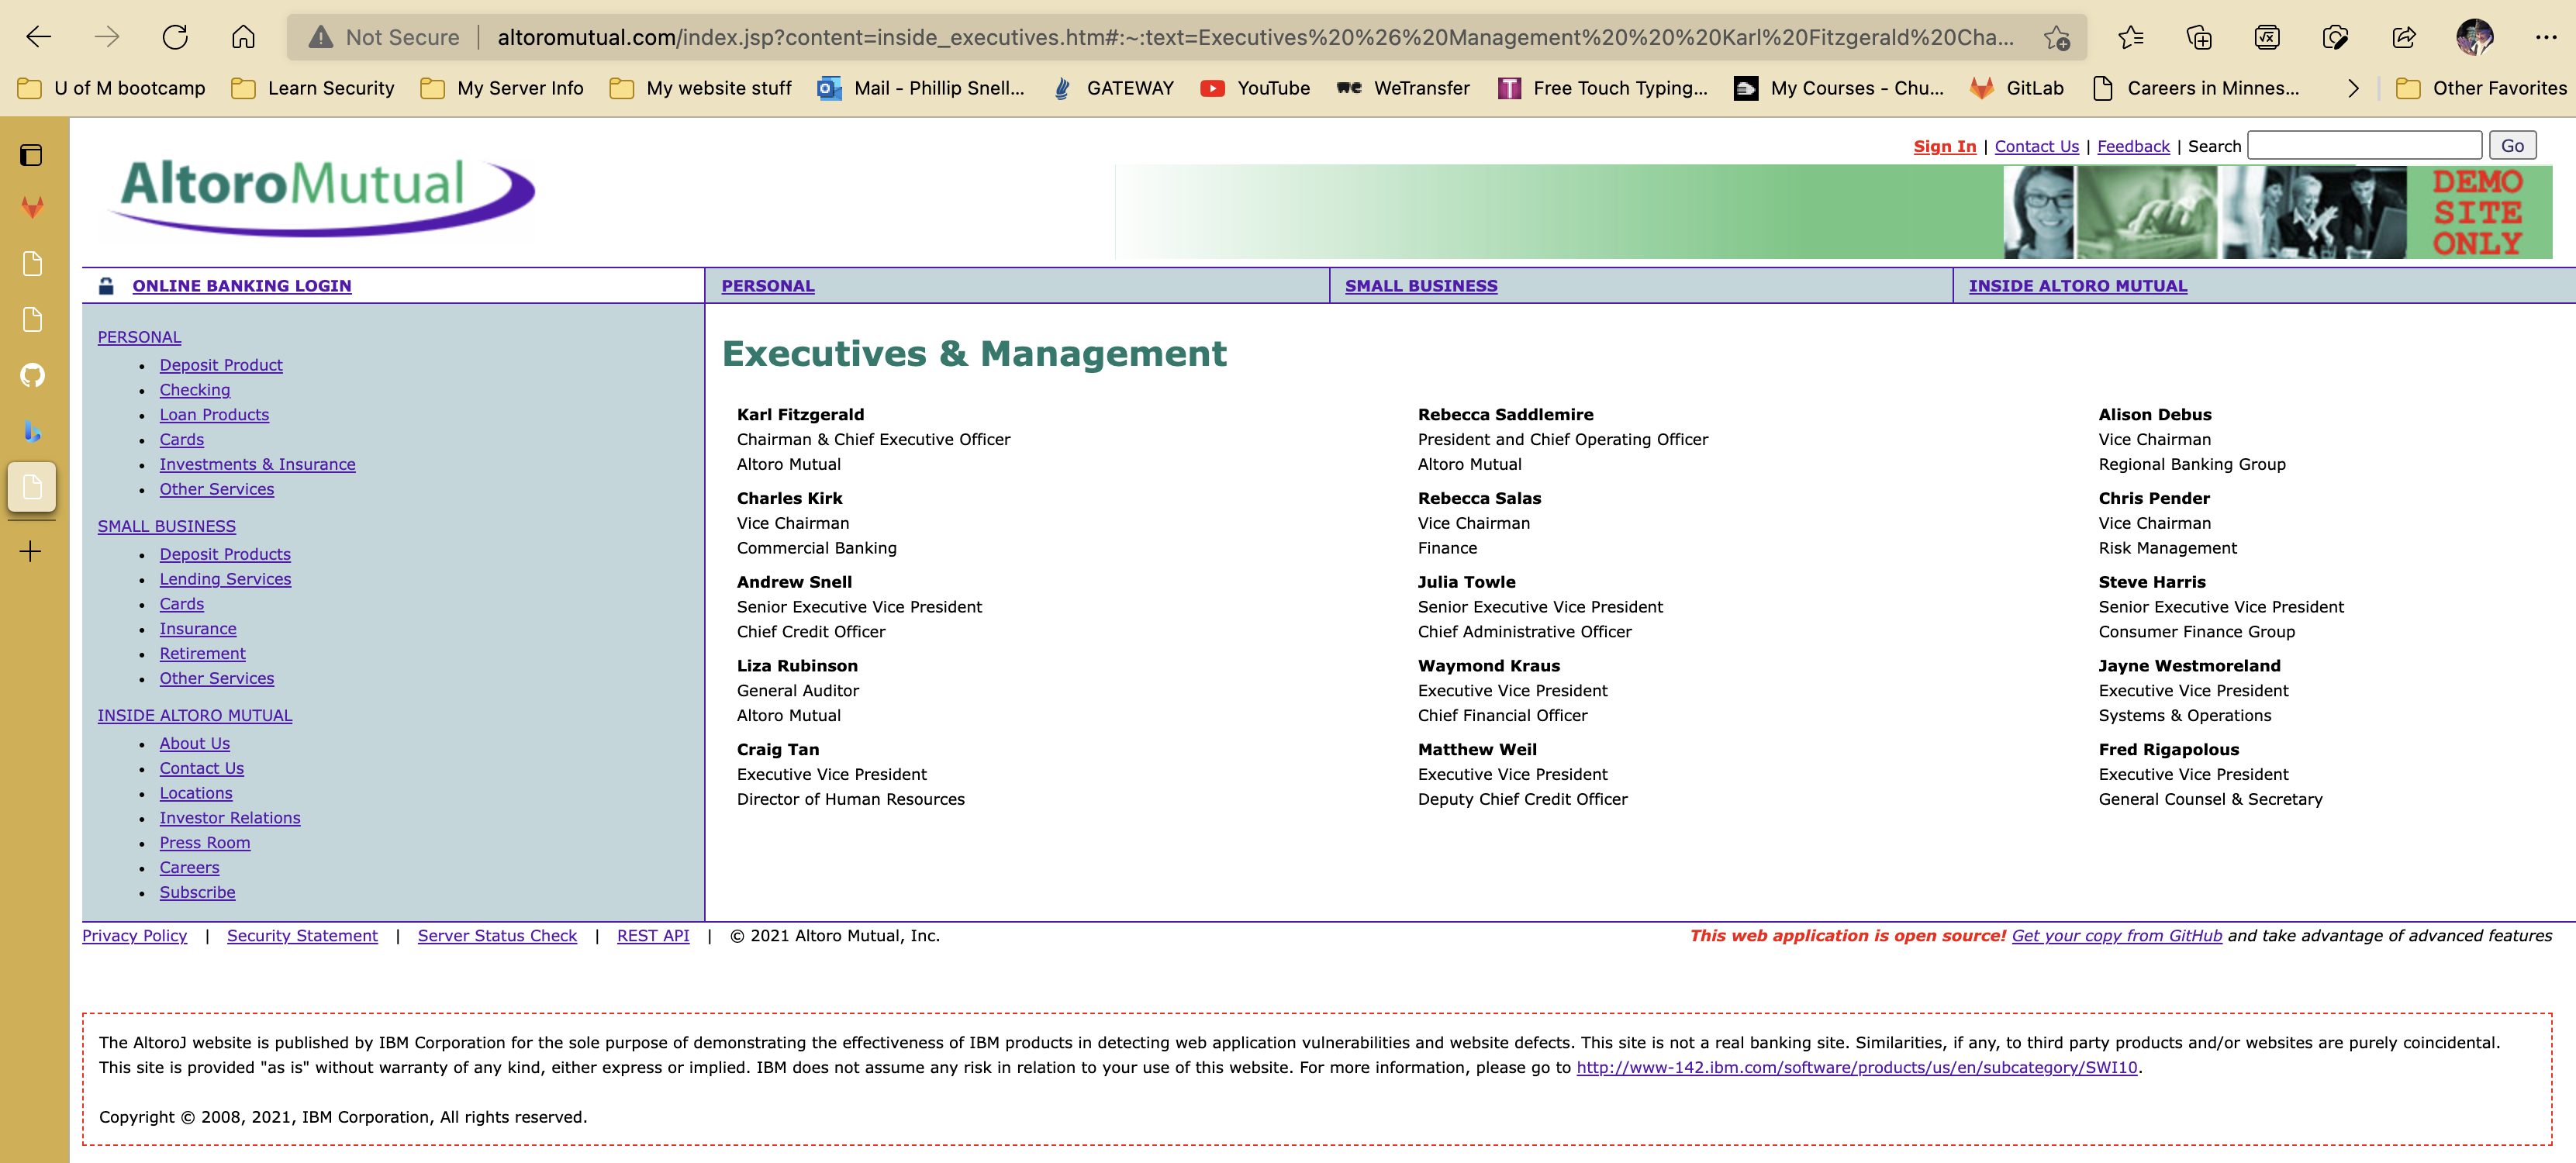 Not Secure | altoromutual.com/index.jsp?content=inside_executives.htm#:~:text=Executives%20%26%20Management%20%20%20Karl%20Fitzgerald%20Cha...
U of M bootcamp Learn Security My Server Info My website stuff Mail - Phillip Snell... GATEWAY YouTube WeTransfer Free Touch Typing... My Courses - Chu... GitLab Careers in Minnes... Other Favorites
Sign In | Contact Us | Feedback | Search Go
AltoroMutual
DEMO
SITE
ONLY
ONLINE BANKING LOGIN
PERSONAL
SMALL BUSINESS
INSIDE ALTORO MUTUAL
PERSONAL
• Deposit Product
• Checking
• Loan Products
• Cards
• Investments & Insurance
• Other Services
SMALL BUSINESS
• Deposit Products
• Lending Services
• Cards
• Insurance
• Retirement
• Other Services
INSIDE ALTORO MUTUAL
• About Us
• Contact Us
• Locations
• Investor Relations
• Press Room
• Careers
• Subscribe
Executives & Management
Karl Fitzgerald
Chairman & Chief Executive Officer
Altoro Mutual
Rebecca Saddlemire
President and Chief Operating Officer
Altoro Mutual
Alison Debus
Vice Chairman
Regional Banking Group
Charles Kirk
Vice Chairman
Commercial Banking
Rebecca Salas
Vice Chairman
Finance
Chris Pender
Vice Chairman
Risk Management
Andrew Snell
Senior Executive Vice President
Chief Credit Officer
Julia Towle
Senior Executive Vice President
Chief Administrative Officer
Steve Harris
Senior Executive Vice President
Consumer Finance Group
Liza Rubinson
General Auditor
Altoro Mutual
Waymond Kraus
Executive Vice President
Chief Financial Officer
Jayne Westmoreland
Executive Vice President
Systems & Operations
Craig Tan
Executive Vice President
Director of Human Resources
Matthew Weil
Executive Vice President
Deputy Chief Credit Officer
Fred Rigapolous
Executive Vice President
General Counsel & Secretary
Privacy Policy | Security Statement | Server Status Check | REST API | © 2021 Altoro Mutual, Inc.
This web application is open source! Get your copy from GitHub and take advantage of advanced features
The AltoroJ website is published by IBM Corporation for the sole purpose of demonstrating the effectiveness of IBM products in detecting web application vulnerabilities and website defects. This site is not a real banking site. Similarities, if any, to third party products and/or websites are purely coincidental.
This site is provided "as is" without warranty of any kind, either express or implied. IBM does not assume any risk in relation to your use of this website. For more information, please go to http://www-142.ibm.com/software/products/us/en/subcategory/SWI10.
Copyright © 2008, 2021, IBM Corporation, All rights reserved.